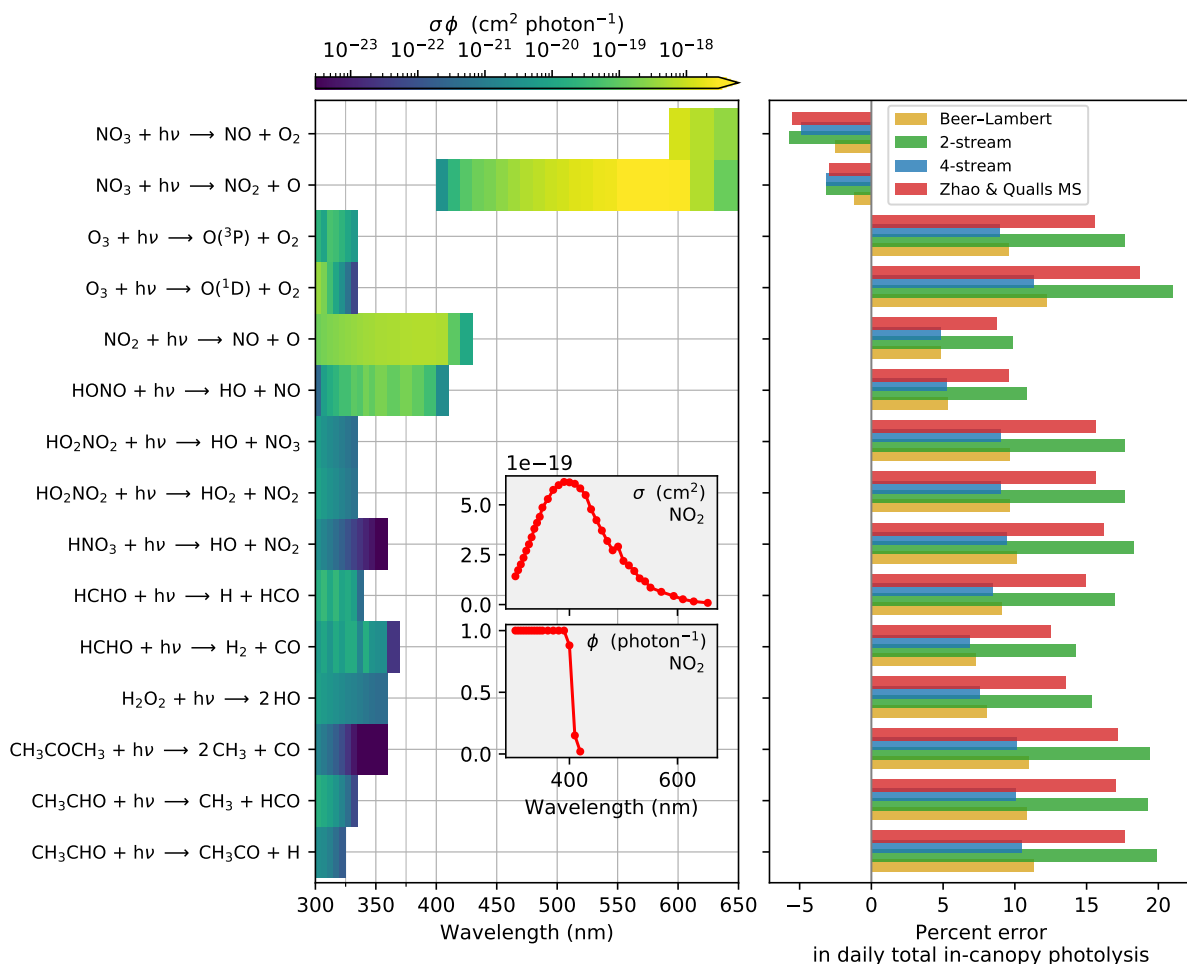 σϕ (cm² photon⁻¹)
10⁻²³ 10⁻²² 10⁻²¹ 10⁻²⁰ 10⁻¹⁹ 10⁻¹⁸
NO₃ + hν ⟶ NO + O₂
NO₃ + hν ⟶ NO₂ + O
O₃ + hν ⟶ O(³P) + O₂
O₃ + hν ⟶ O(¹D) + O₂
NO₂ + hν ⟶ NO + O
HONO + hν ⟶ HO + NO
HO₂NO₂ + hν ⟶ HO + NO₃
HO₂NO₂ + hν ⟶ HO₂ + NO₂
HNO₃ + hν ⟶ HO + NO₂
HCHO + hν ⟶ H + HCO
HCHO + hν ⟶ H₂ + CO
H₂O₂ + hν ⟶ 2 HO
CH₃COCH₃ + hν ⟶ 2 CH₃ + CO
CH₃CHO + hν ⟶ CH₃ + HCO
CH₃CHO + hν ⟶ CH₃CO + H
300 350 400 450 500 550 600 650
Wavelength (nm)
1e−19
σ (cm²)
NO₂
5.0
2.5
0.0
ϕ (photon⁻¹)
NO₂
1.0
0.5
0.0
400 600
Wavelength (nm)
Beer–Lambert
2-stream
4-stream
Zhao & Qualls MS
−5 0 5 10 15 20
Percent error
in daily total in-canopy photolysis